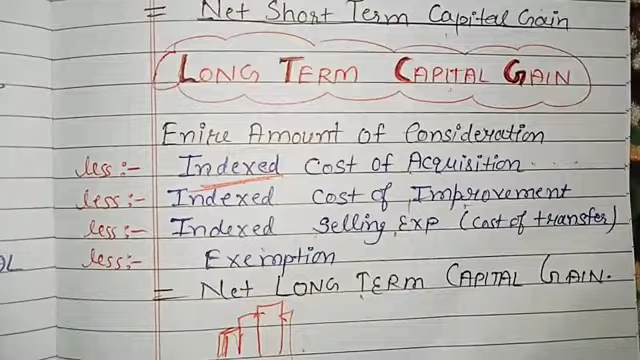 = Net Short Term Capital Gain
LONG TERM CAPITAL GAIN
Enire Amount of Consideration
less:- Indexed Cost of Acquisition
less:- Indexed Cost of Improvement
less:- Indexed Selling Exp (Cost of transfer)
less:- Exemption
= Net LONG TERM CAPITAL GAIN.